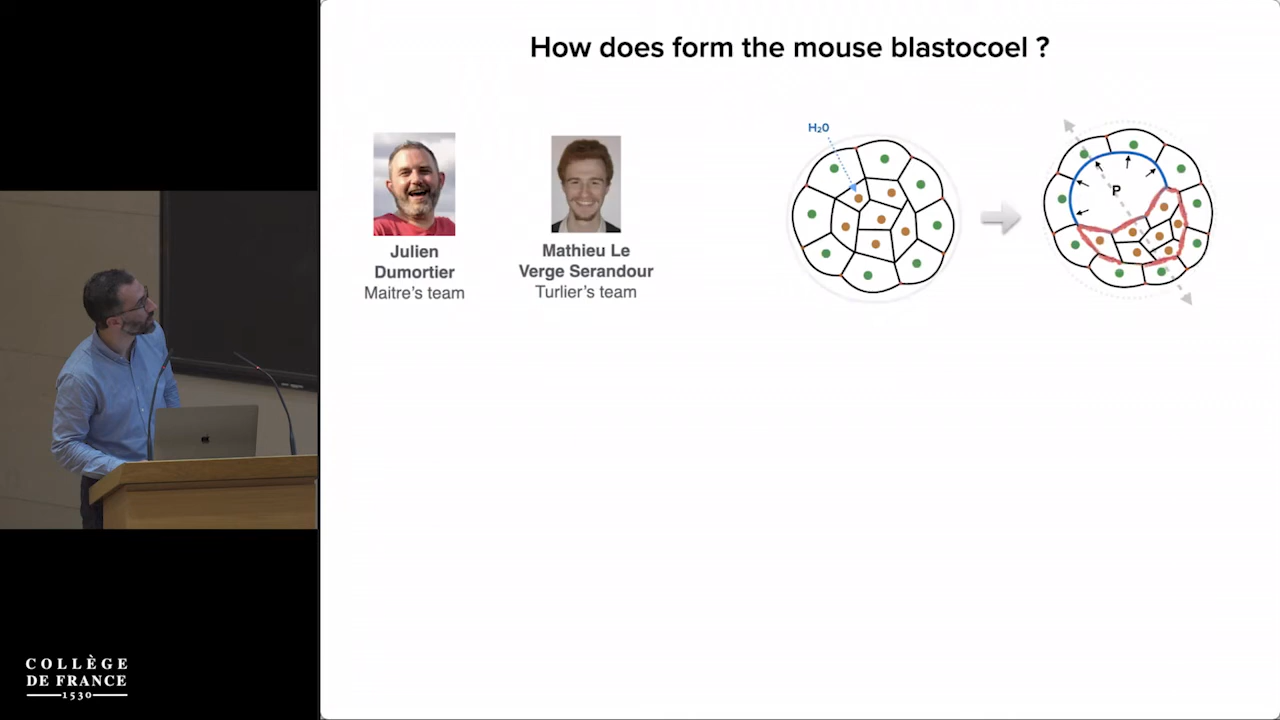 How does form the mouse blastocoel ?
Julien
Dumortier
Maitre's team
Mathieu Le
Verge Serandour
Turlier's team
H₂0
P
COLLÈGE
DE FRANCE
1530